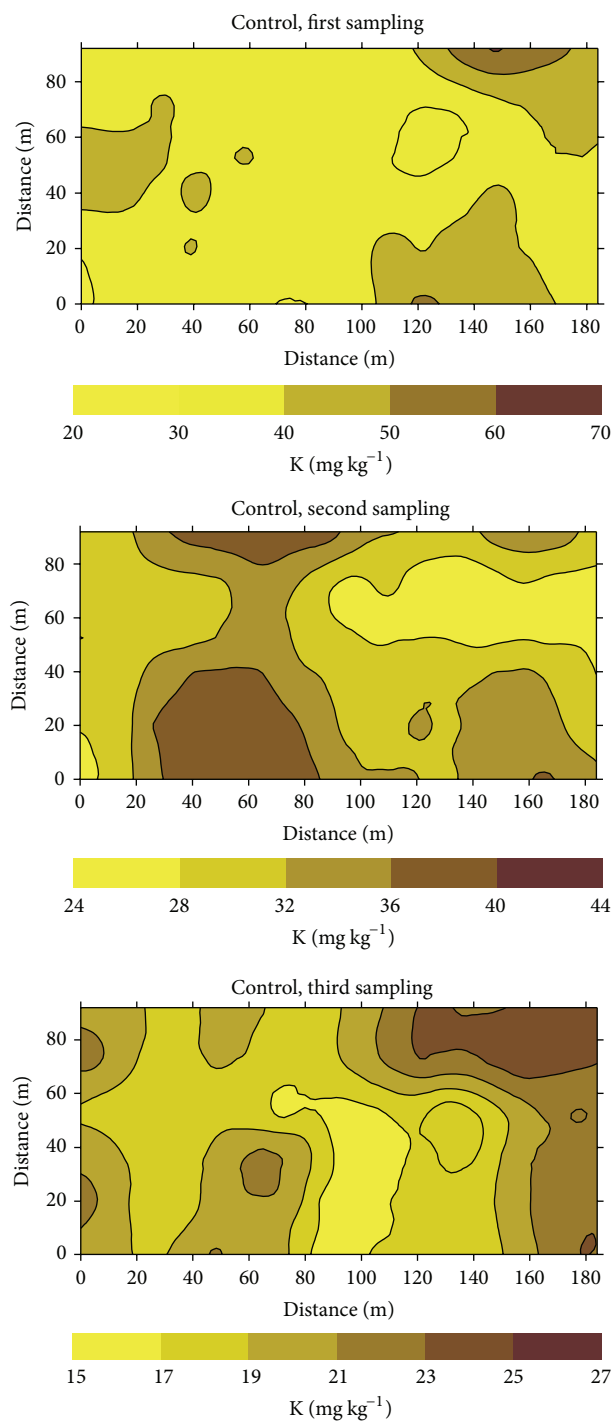 Control, first sampling
80
60
40
20
0
Distance (m)
0 20 40 60 80 100 120 140 160 180
Distance (m)
20 30 40 50 60 70
K (mg kg⁻¹)
Control, second sampling
80
60
40
20
0
Distance (m)
0 20 40 60 80 100 120 140 160 180
Distance (m)
24 28 32 36 40 44
K (mg kg⁻¹)
Control, third sampling
80
60
40
20
0
Distance (m)
0 20 40 60 80 100 120 140 160 180
Distance (m)
15 17 19 21 23 25 27
K (mg kg⁻¹)